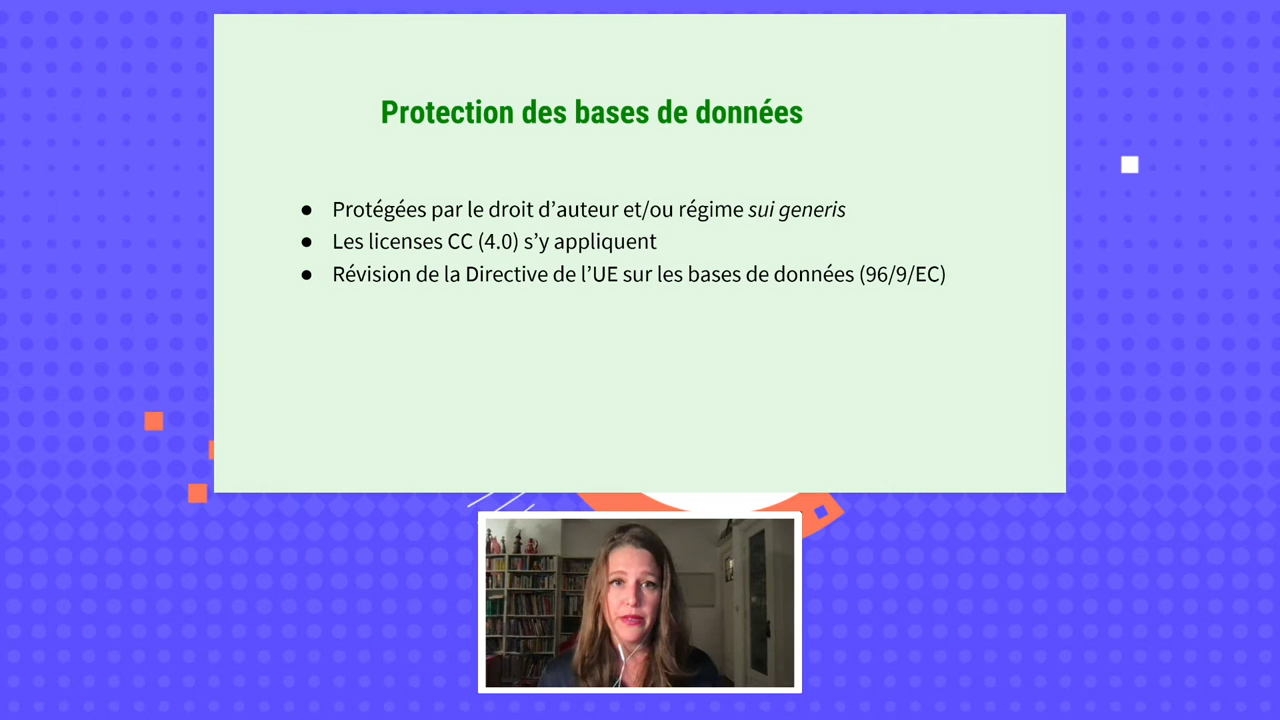 Protection des bases de données
● Protégées par le droit d'auteur et/ou régime sui generis
● Les licenses CC (4.0) s'y appliquent
● Révision de la Directive de l'UE sur les bases de données (96/9/EC)